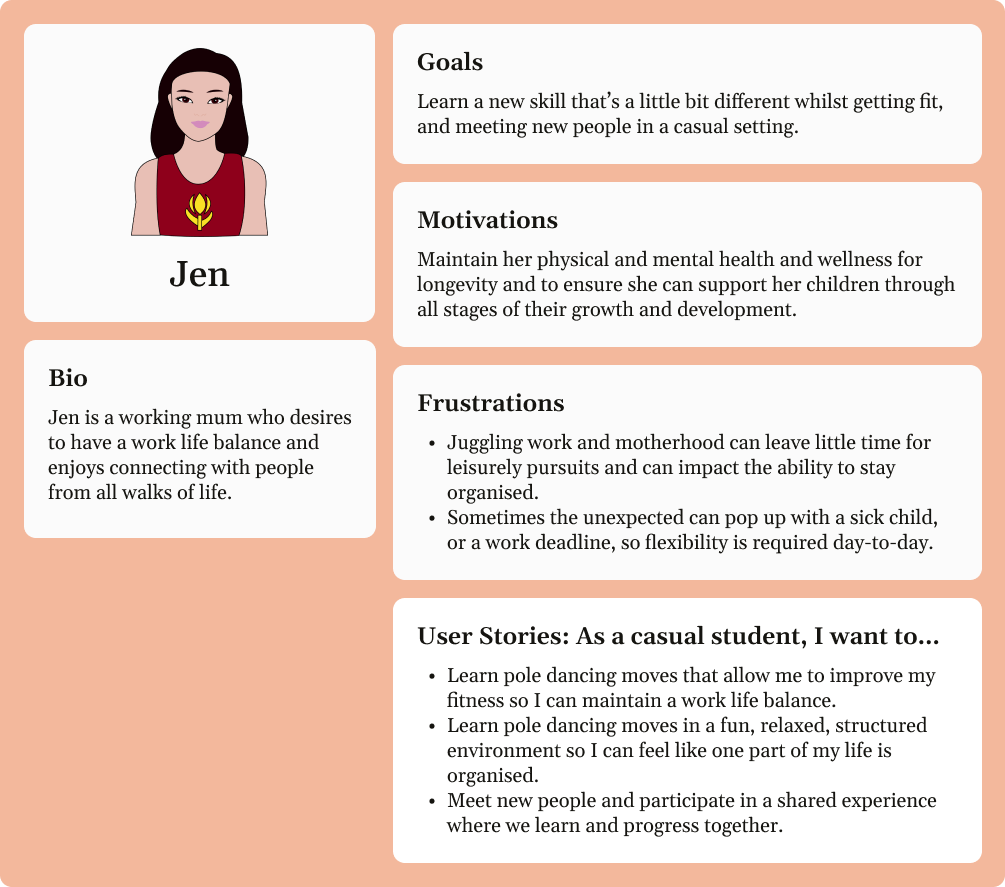 Jen
Bio
Jen is a working mum who desires
to have a work life balance and
enjoys connecting with people
from all walks of life.
Goals
Learn a new skill that’s a little bit different whilst getting fit,
and meeting new people in a casual setting.
Motivations
Maintain her physical and mental health and wellness for
longevity and to ensure she can support her children through
all stages of their growth and development.
Frustrations
• Juggling work and motherhood can leave little time for
leisurely pursuits and can impact the ability to stay
organised.
• Sometimes the unexpected can pop up with a sick child,
or a work deadline, so flexibility is required day-to-day.
User Stories: As a casual student, I want to...
• Learn pole dancing moves that allow me to improve my
fitness so I can maintain a work life balance.
• Learn pole dancing moves in a fun, relaxed, structured
environment so I can feel like one part of my life is
organised.
• Meet new people and participate in a shared experience
where we learn and progress together.